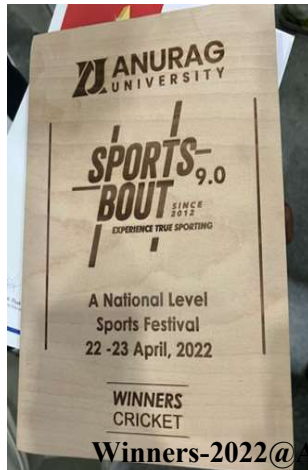 ANURAG
UNIVERSITY
SPORTS
BOUT 9.0
SINCE
2012
EXPERIENCE TRUE SPORTING
A National Level
Sports Festival
22 -23 April, 2022
WINNERS
CRICKET
Winners-2022@